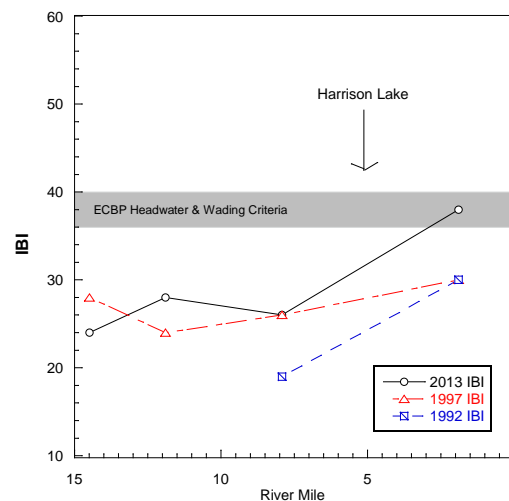 60
50
40
30
20
10
IBI
Harrison Lake
ECBP Headwater & Wading Criteria
2013 IBI
1997 IBI
1992 IBI
15
10
5
River Mile